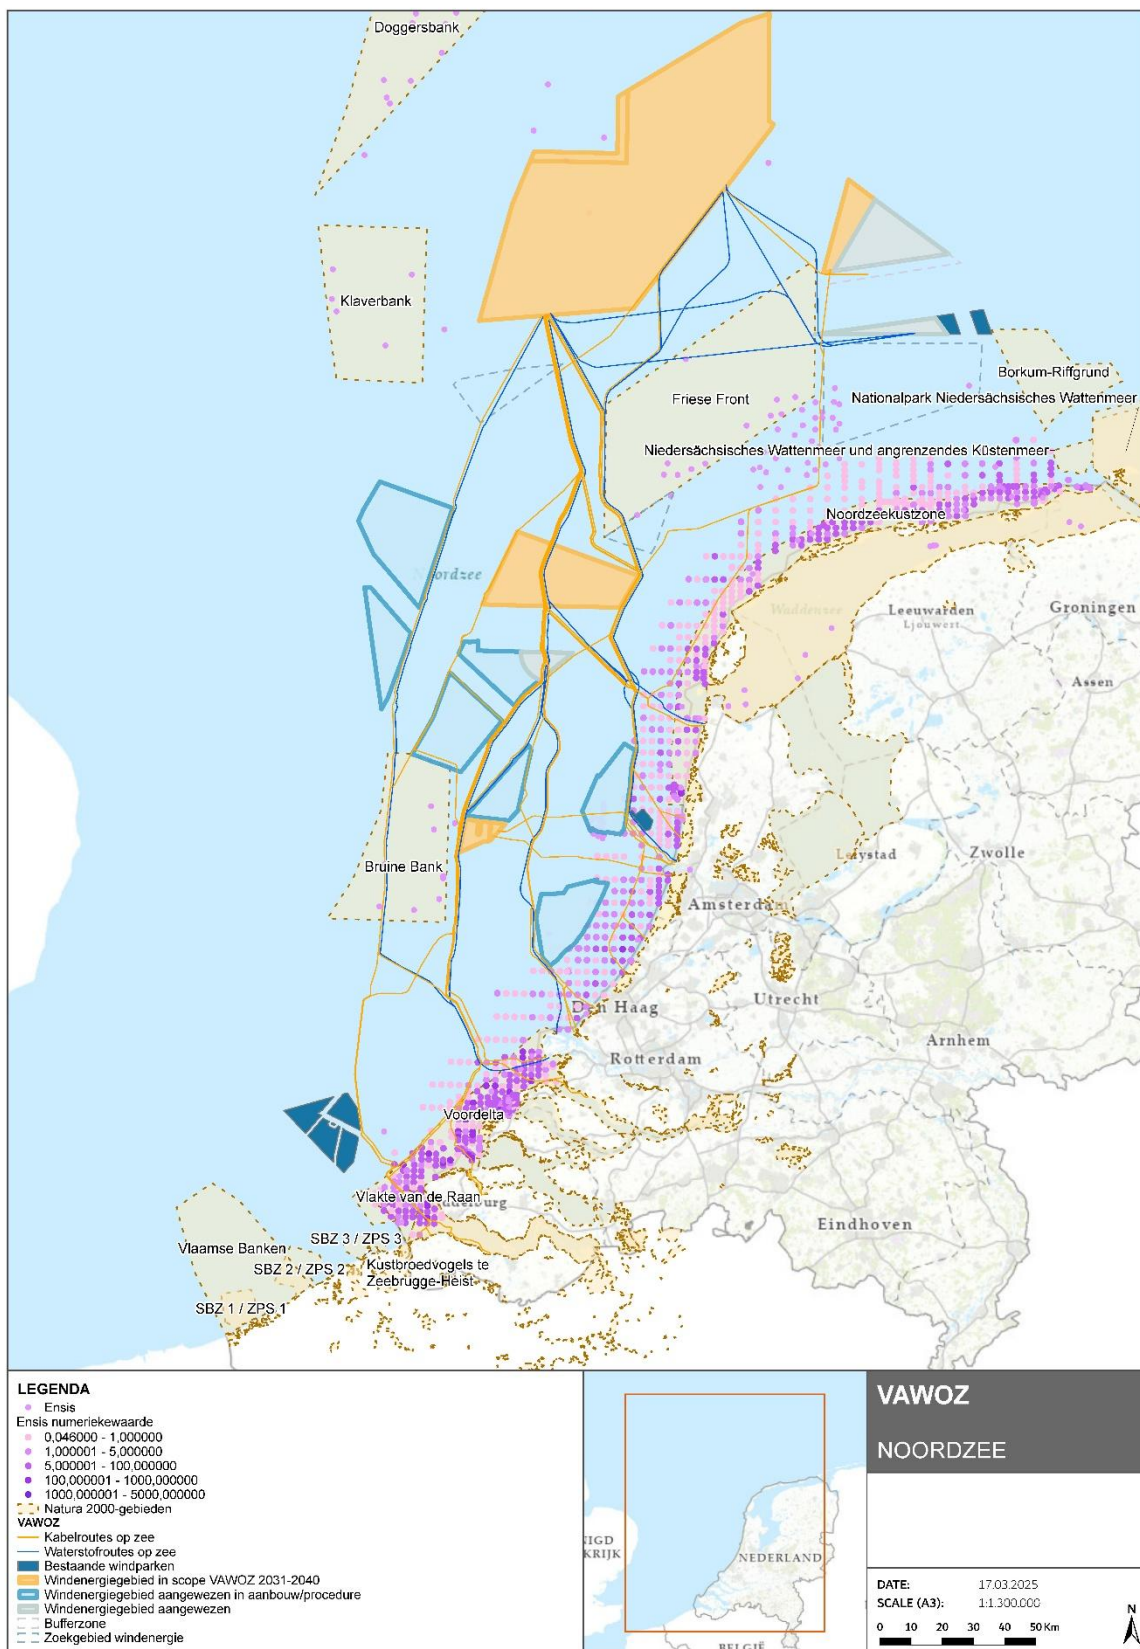 Doggersbank
Klaverbank
Borkum-Riffgrund
Friese Front
Nationalpark Niedersächsisches Wattenmeer
Niedersächsisches Wattenmeer und angrenzendes Küstenmeer
Noordzeekustzone
Noordzee
Waddenzee
Leeuwarden
Ljouwert
Groningen
Assen
Bruine Bank
Lelystad
Zwolle
Amsterdam
Den Haag
Utrecht
Arnhem
Rotterdam
Voordelta
Vlakte van de Raan
Eindhoven
SBZ 3 / ZPS 3
Vlaamse Banken
SBZ 2 / ZPS 2
Kustbroedvogels te
Zeebrugge-Heist
SBZ 1 / ZPS 1
LEGENDA
Ensis
Ensis numeriekewaarde
0,046000 - 1,000000
1,000001 - 5,000000
5,000001 - 100,000000
100,000001 - 1000,000000
1000,000001 - 5000,000000
Natura 2000-gebieden
VAWOZ
Kabelroutes op zee
Waterstofroutes op zee
Bestaande windparken
Windenergiegebied in scope VAWOZ 2031-2040
Windenergiegebied aangewezen in aanbouw/procedure
Windenergiegebied aangewezen
Bufferzone
Zoekgebied windenergie
NIGD
KRIJK
NEDERLAND
BELGIË
VAWOZ
NOORDZEE
DATE: 17.03.2025
SCALE (A3): 1:1.300.000
N
0 10 20 30 40 50 Km